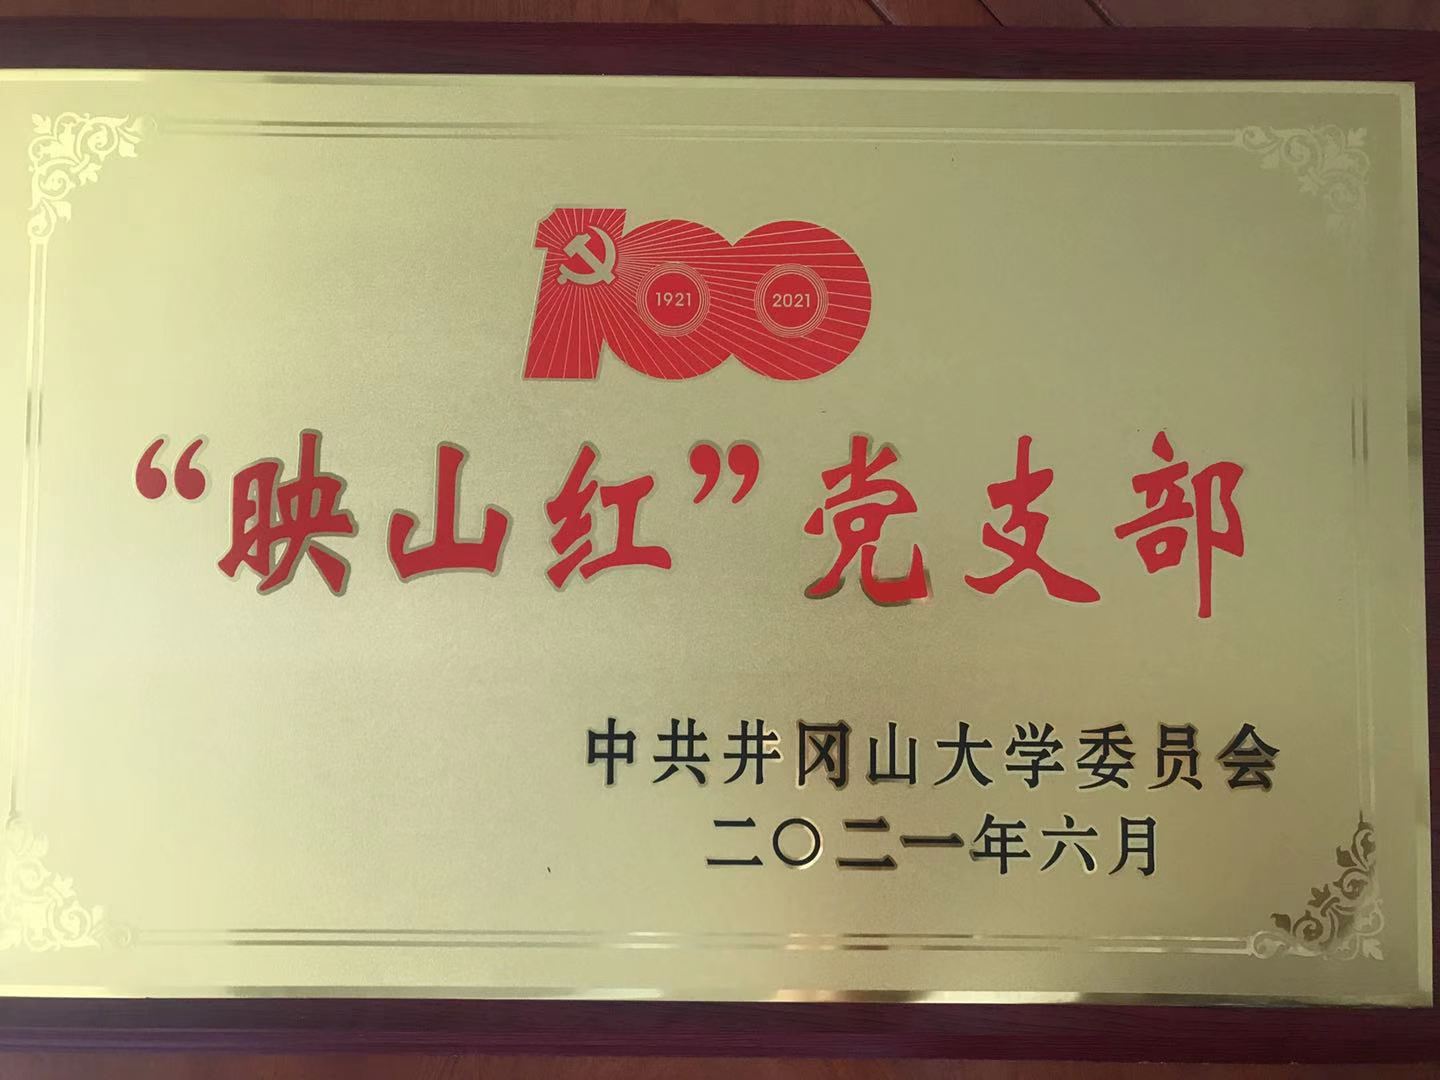 100
1921 2021
“映山红”党支部
中共井冈山大学委员会
二〇二一年六月